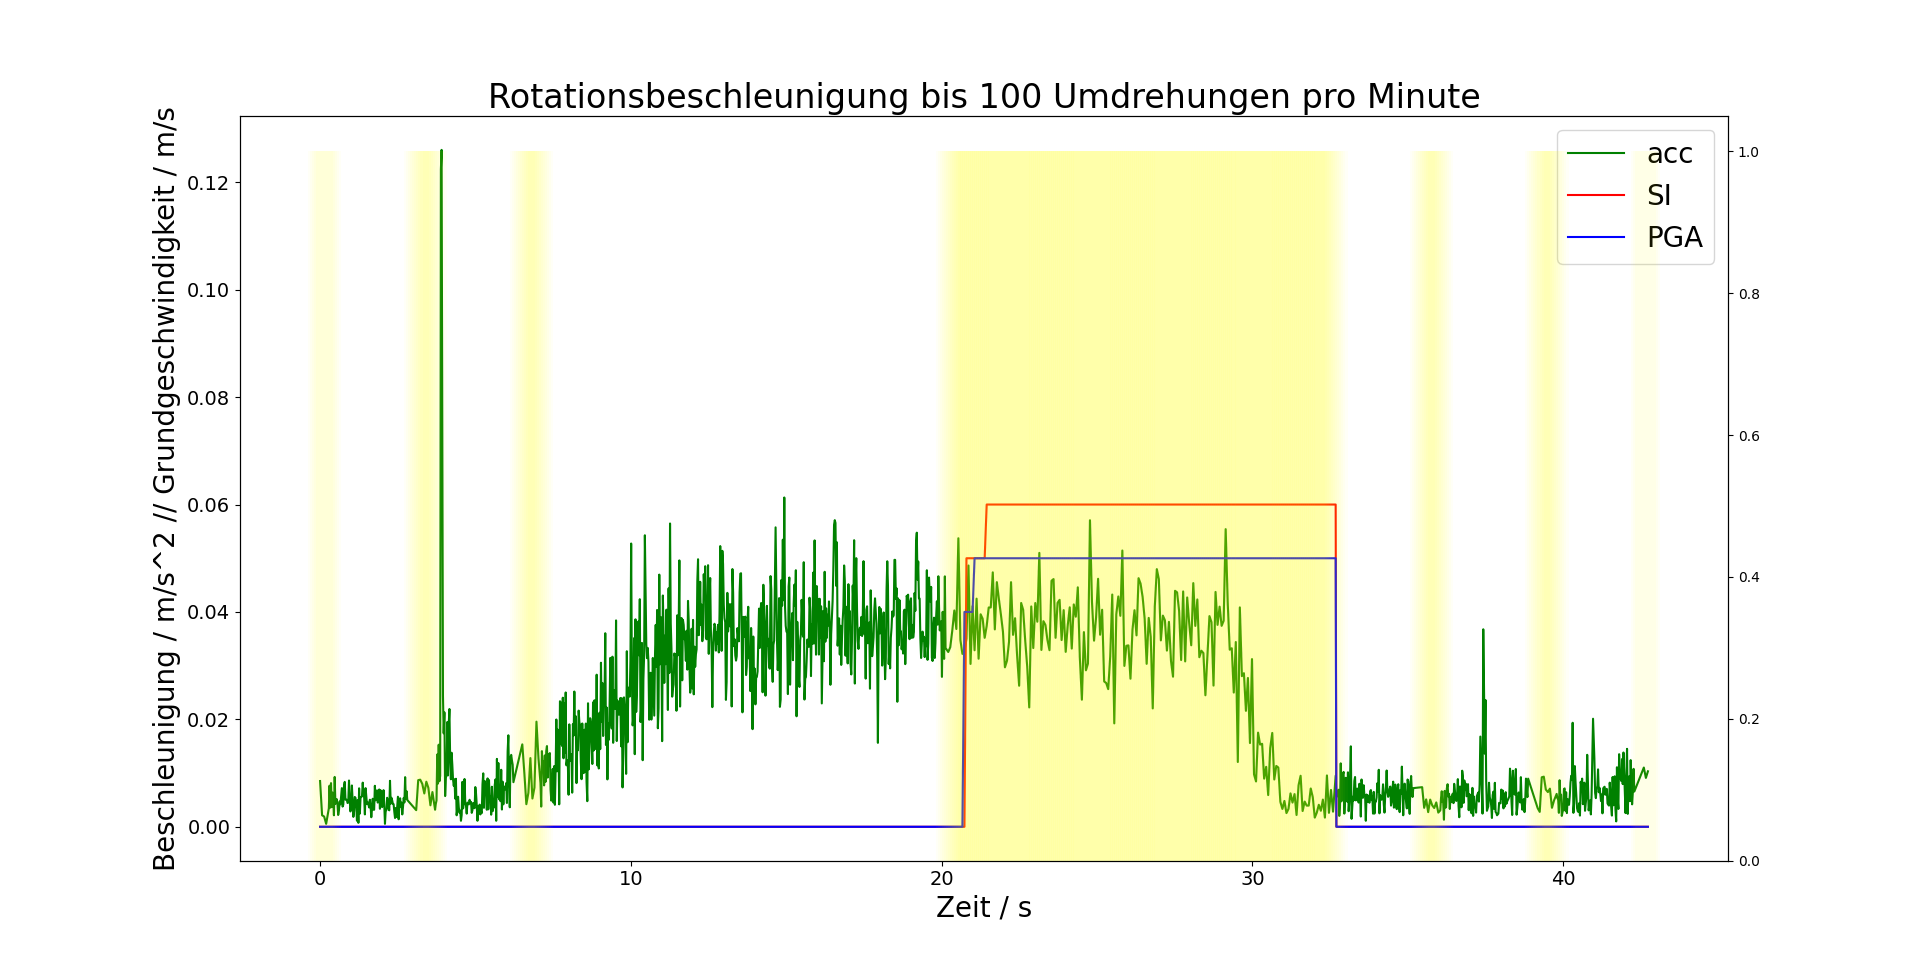 Rotationsbeschleunigung bis 100 Umdrehungen pro Minute
Beschleunigung / m/s^2 // Grundgeschwindigkeit / m/s
0.12
0.10
0.08
0.06
0.04
0.02
0.00
acc
SI
PGA
1.0
0.8
0.6
0.4
0.2
0.0
0 10 20 30 40
Zeit / s